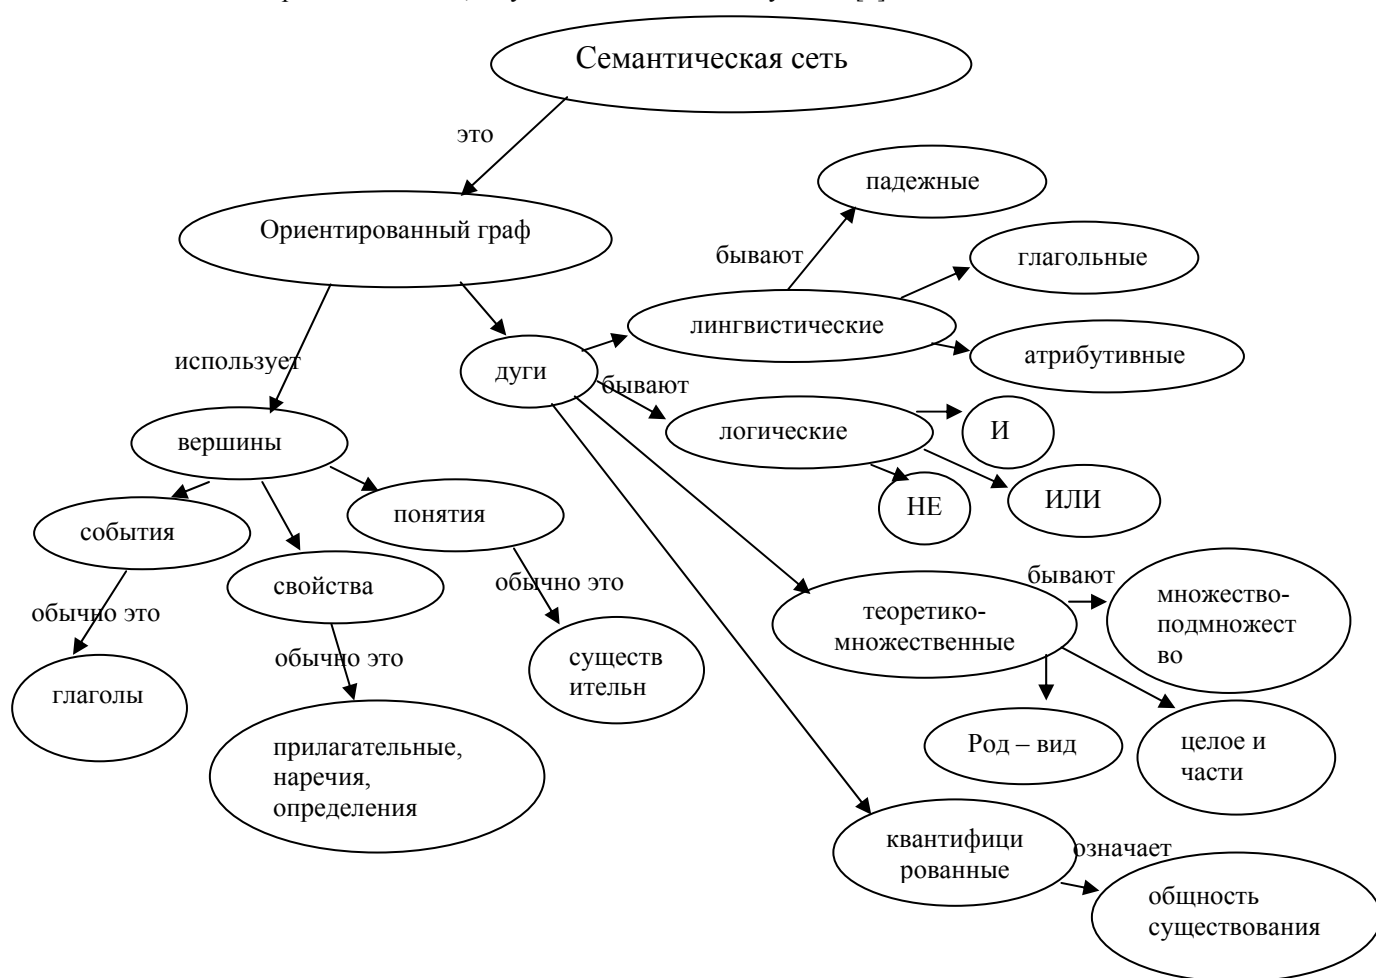 Семантическая сеть
это
падежные
Ориентированный граф
бывают
глагольные
лингвистические
атрибутивные
использует
дуги
бывают
вершины
логические
И
понятия
НЕ
ИЛИ
события
свойства
обычно это
бывают
множество-
подмножест
во
обычно это
теоретико-
множественные
обычно это
существ
ительн
глаголы
Род – вид
целое и
части
прилагательные,
наречия,
определения
квантифици
рованные
означает
общность
существования